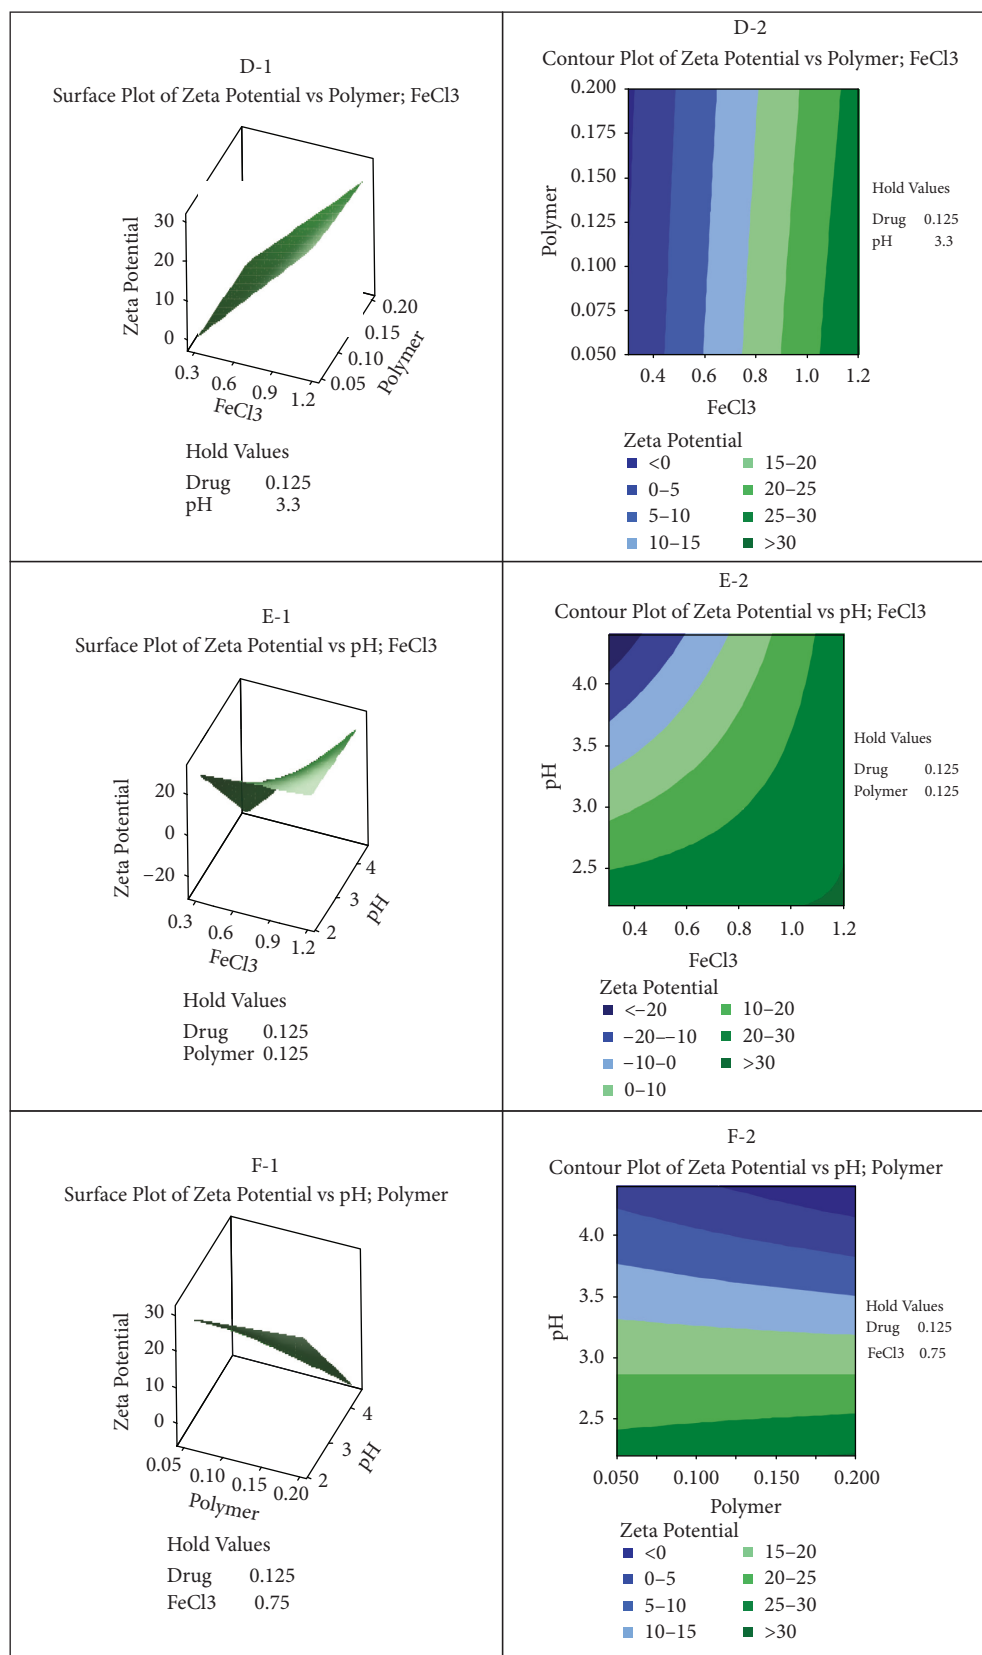 D-1
Surface Plot of Zeta Potential vs Polymer; FeCl3
Zeta Potential
30
20
10
0
0.3
0.6
0.9
1.2
FeCl3
0.20
0.15
0.10
0.05
Polymer
Hold Values
Drug 0.125
pH 3.3
D-2
Contour Plot of Zeta Potential vs Polymer; FeCl3
Polymer
0.200
0.175
0.150
0.125
0.100
0.075
0.050
0.4 0.6 0.8 1.0 1.2
FeCl3
Hold Values
Drug 0.125
pH 3.3
Zeta Potential
<0 15–20
0–5 20–25
5–10 25–30
10–15 >30
E-1
Surface Plot of Zeta Potential vs pH; FeCl3
Zeta Potential
20
0
−20
0.3
0.6
0.9
1.2
FeCl3
4
3
2
pH
Hold Values
Drug 0.125
Polymer 0.125
E-2
Contour Plot of Zeta Potential vs pH; FeCl3
pH
4.0
3.5
3.0
2.5
0.4 0.6 0.8 1.0 1.2
FeCl3
Hold Values
Drug 0.125
Polymer 0.125
Zeta Potential
<−20 10–20
−20–−10 20–30
−10–0 >30
0–10
F-1
Surface Plot of Zeta Potential vs pH; Polymer
Zeta Potential
30
20
10
0
0.05
0.10
0.15
0.20
Polymer
4
3
2
pH
Hold Values
Drug 0.125
FeCl3 0.75
F-2
Contour Plot of Zeta Potential vs pH; Polymer
pH
4.0
3.5
3.0
2.5
0.050 0.100 0.150 0.200
Polymer
Hold Values
Drug 0.125
FeCl3 0.75
Zeta Potential
<0 15–20
0–5 20–25
5–10 25–30
10–15 >30